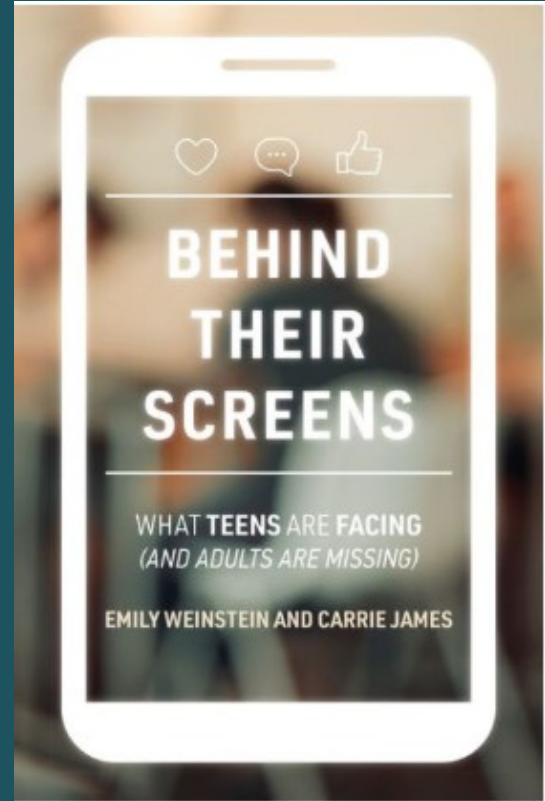 BEHIND
THEIR
SCREENS
WHAT TEENS ARE FACING
(AND ADULTS ARE MISSING)
EMILY WEINSTEIN AND CARRIE JAMES